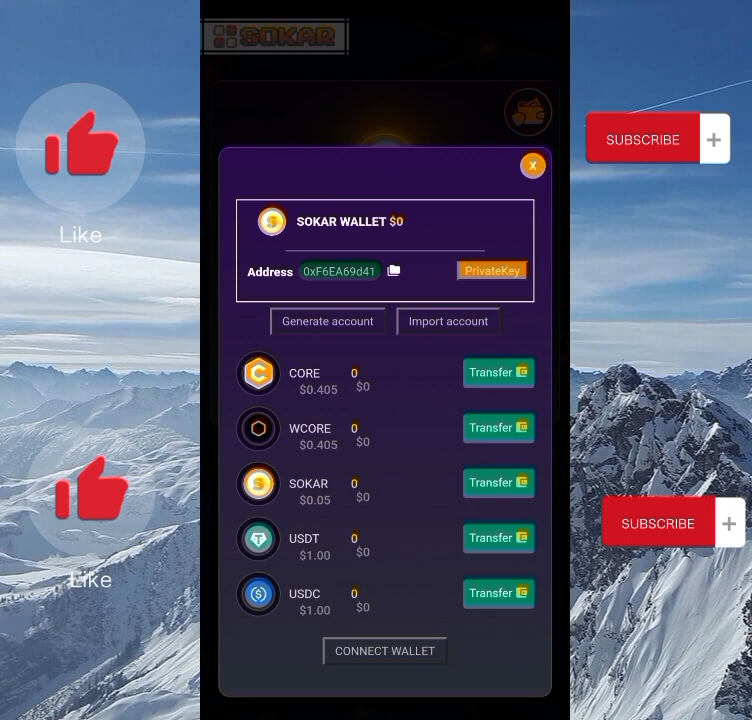 SOKAR
X
SOKAR WALLET $0
Address 0xF6EA69d41 PrivateKey
Generate account Import account
CORE 0 Transfer
$0.405 $0
WCORE 0 Transfer
$0.405 $0
SOKAR 0 Transfer
$0.05 $0
USDT 0 Transfer
$1.00 $0
USDC 0 Transfer
$1.00 $0
CONNECT WALLET
Like
Like
SUBSCRIBE +
SUBSCRIBE +